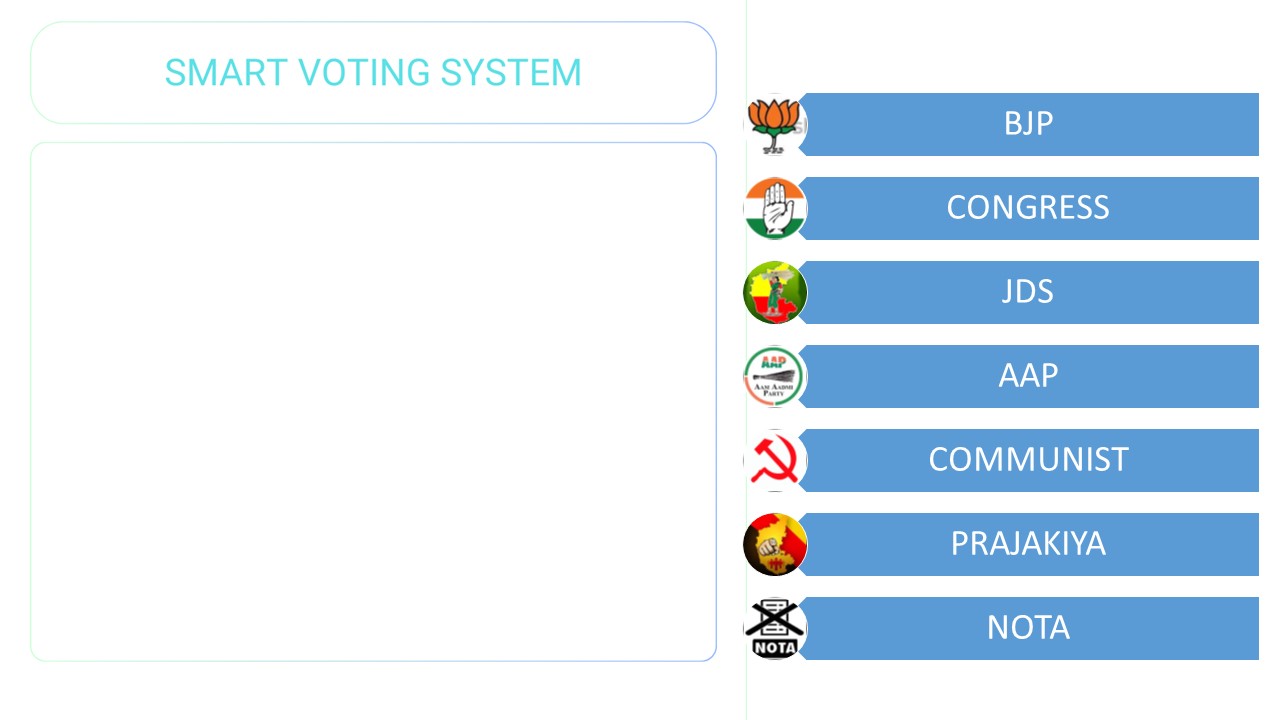 SMART VOTING SYSTEM
BJP
CONGRESS
JDS
AAP
AAP
AAM AADMI
PARTY
COMMUNIST
PRAJAKIYA
NOTA
NOTA